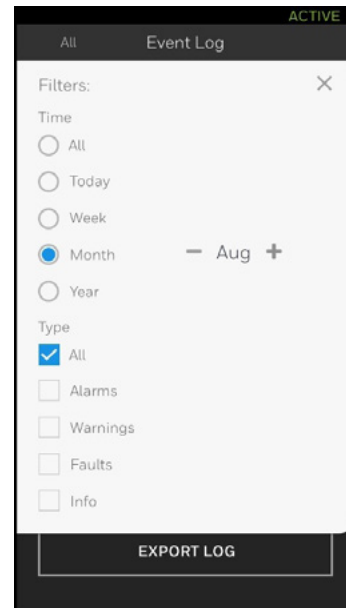 ACTIVE
All Event Log
Filters:
Time
All
Today
Week
Month – Aug +
Year
Type
All
Alarms
Warnings
Faults
Info
EXPORT LOG